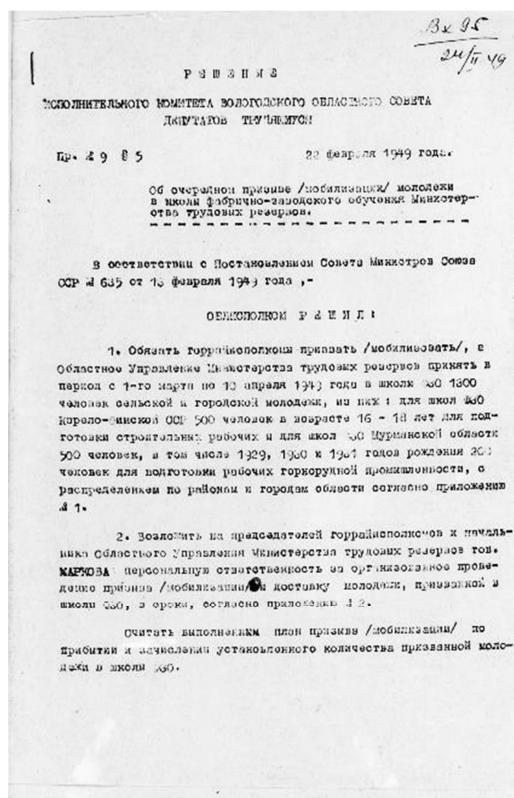 Вх 95
24/II 49
РЕШЕНИЕ
ИСПОЛНИТЕЛЬНОГО КОМИТЕТА ВОЛОГОДСКОГО ОБЛАСТНОГО СОВЕТА
ДЕПУТАТОВ ТРУДЯЩИХСЯ
Пр. № 9 § 5 22 февраля 1949 года.
Об очередном призыве /мобилизации/ молодежи
в школы фабрично-заводского обучения Министер-
ства трудовых резервов.
В соответствии с Постановлением Совета Министров Союза
ССР № 635 от 18 февраля 1949 года ,-
ОБЛИСПОЛКОМ РЕШИЛ:
1. Обязать горрайисполкомы призвать /мобилизовать/, а
Областное Управление Министерства трудовых резервов принять в
период с 1-го марта по 10 апреля 1949 года в школы ФЗО 1300
человек сельской и городской молодежи, из них: для школ ФЗО
Карело-Финской ССР 500 человек в возрасте 16 - 18 лет для под-
готовки строительных рабочих и для школ ФЗО Мурманской области
500 человек, в том числе 1929, 1930 и 1931 годов рождения
человек для подготовки рабочих горнорудной промышленности, с
распределением по районам и городам области согласно приложению
№ 1.
2. Возложить на председателей горрайисполкомов и началь-
ника Областного Управления Министерства трудовых резервов тов.
МАРКОВА персональную ответственность за организованное прове-
дение призыва /мобилизации/ и доставку молодежи, призванной в
школы ФЗО, в сроки, согласно приложению № 2.
Считать выполненным план призыва /мобилизации/ по
прибытии и зачислении установленного количества призванной моло-
дежи в школы ФЗО.